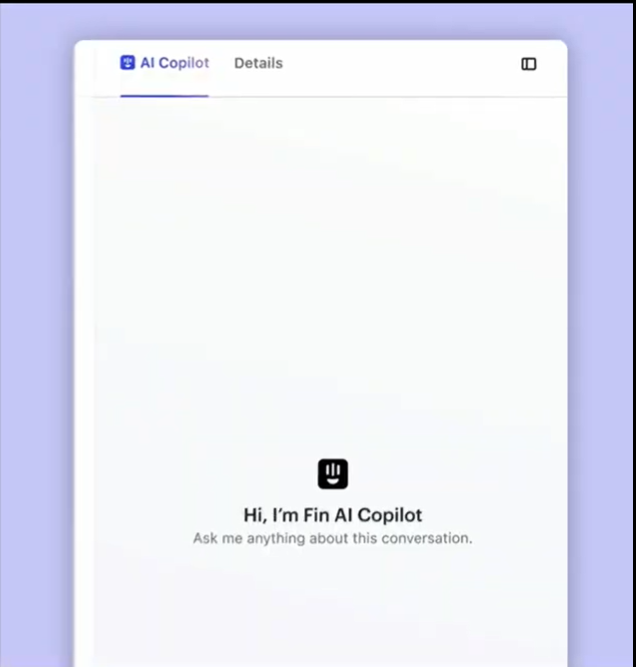 AI Copilot Details
Hi, I'm Fin AI Copilot
Ask me anything about this conversation.